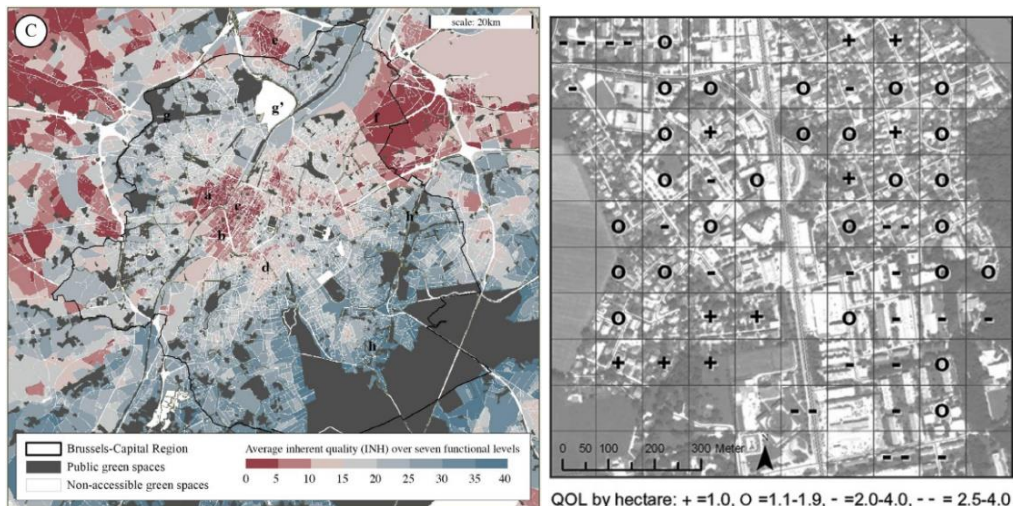 C
scale: 20km
e
g'
g
f
a
c
h'
b
d
h
Brussels-Capital Region
Public green spaces
Non-accessible green spaces
Average inherent quality (INH) over seven functional levels
0 5 10 15 20 25 30 35 40
- - - - O + +
- O O O - O O
O + O O + O
O - O + O O
O - O O - - O
O O - - - O O
O + + O - - -
+ + + - - O
- - - O
- - -
N
0 50 100 200 300 Meter
QOL by hectare: + =1.0, O =1.1-1.9, - =2.0-4.0, - - = 2.5-4.0